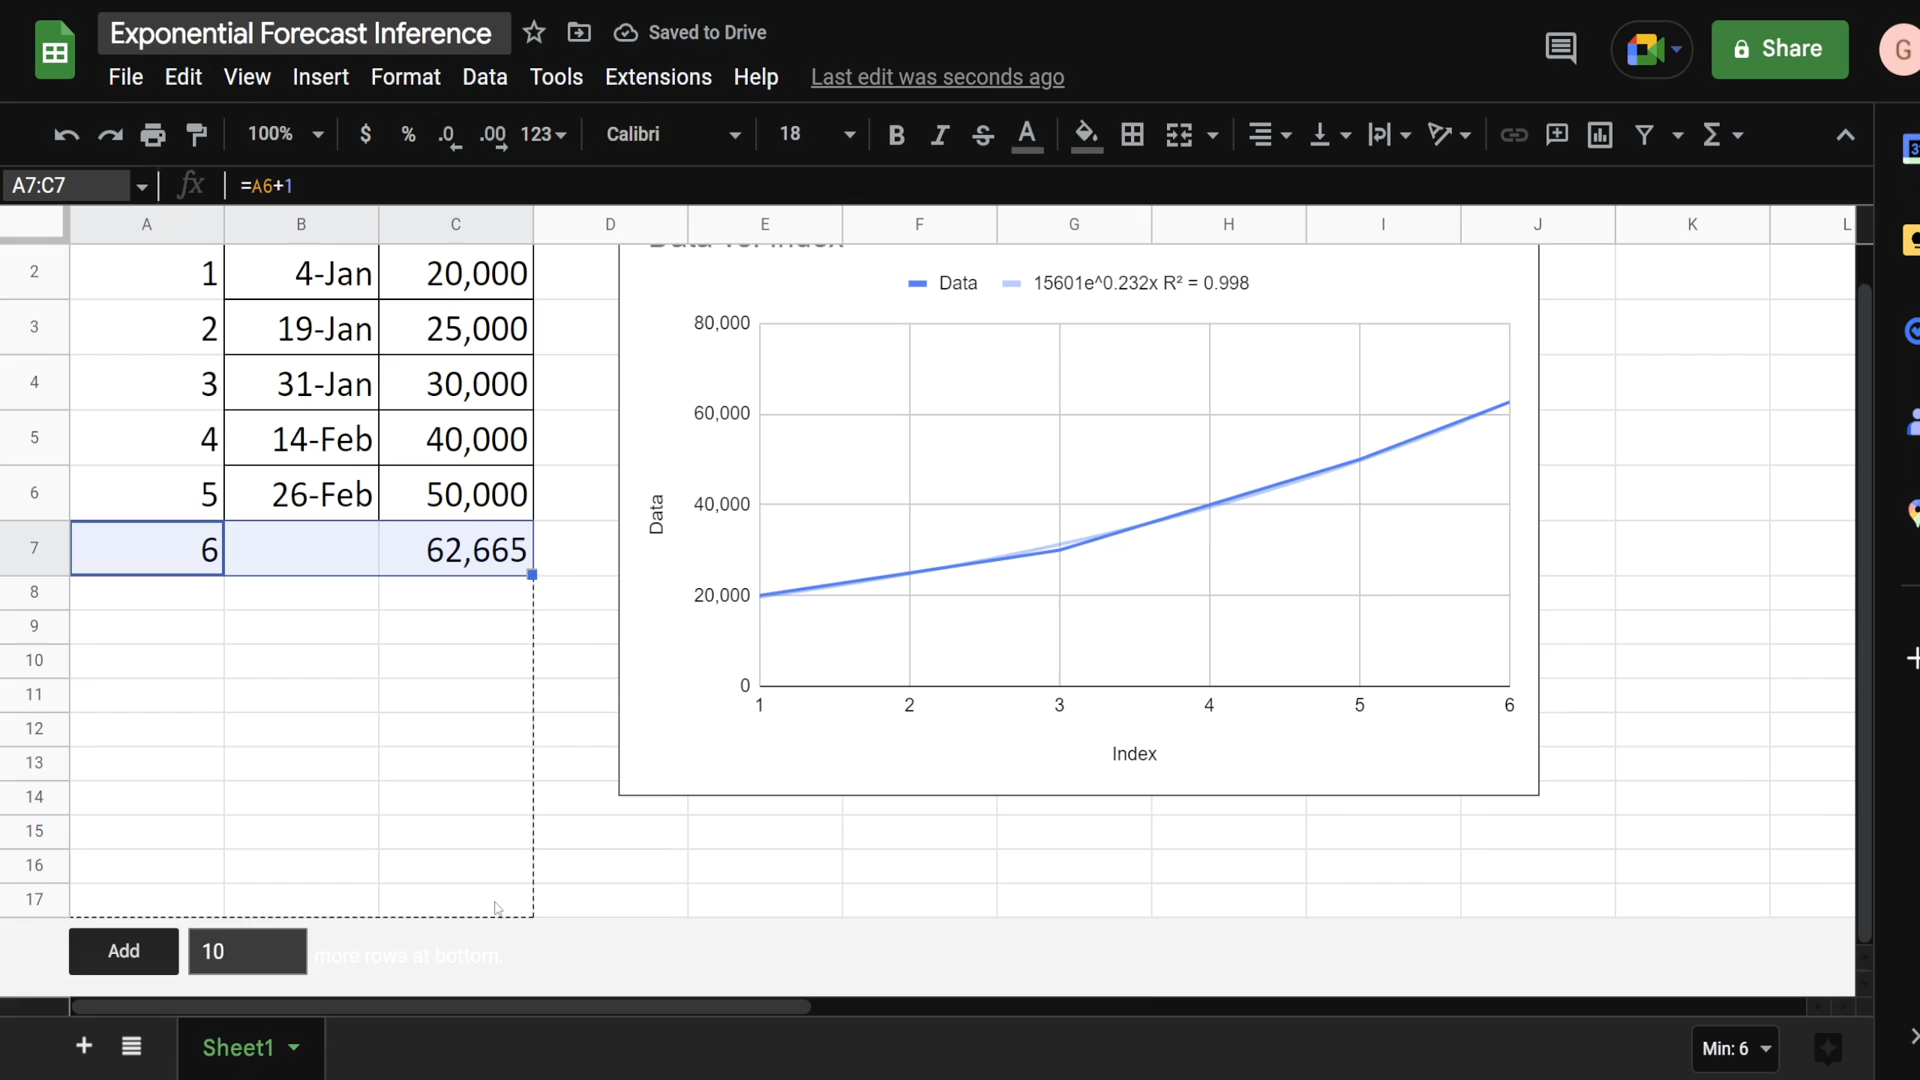 Exponential Forecast Inference Saved to Drive
Share G
File Edit View Insert Format Data Tools Extensions Help Last edit was seconds ago
100% $ % .0 .00 123 Calibri 18 B I S A
A7:C7 fx =A6+1
A B C D E F G H I J K L
2 1 4-Jan 20,000
3 2 19-Jan 25,000
4 3 31-Jan 30,000
5 4 14-Feb 40,000
6 5 26-Feb 50,000
7 6 62,665
8
9
10
11
12
13
14
15
16
17
Data vs. Index
Data 15601e^0.232x R² = 0.998
80,000
60,000
40,000
20,000
0
Data
1 2 3 4 5 6
Index
Add 10 more rows at bottom.
Sheet1
Min: 6